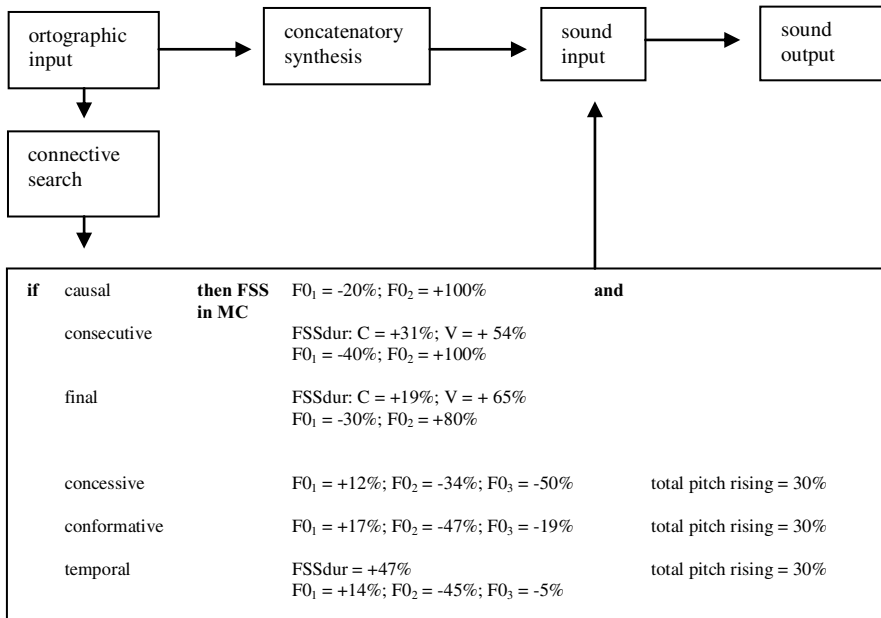 ortographic input
concatenatory synthesis
sound input
sound output
connective search
if causal then FSS in MC F0₁ = -20%; F0₂ = +100% and
consecutive FSSdur: C = +31%; V = + 54%
F0₁ = -40%; F0₂ = +100%
final FSSdur: C = +19%; V = + 65%
F0₁ = -30%; F0₂ = +80%
concessive F0₁ = +12%; F0₂ = -34%; F0₃ = -50% total pitch rising = 30%
conformative F0₁ = +17%; F0₂ = -47%; F0₃ = -19% total pitch rising = 30%
temporal FSSdur = +47% total pitch rising = 30%
F0₁ = +14%; F0₂ = -45%; F0₃ = -5%